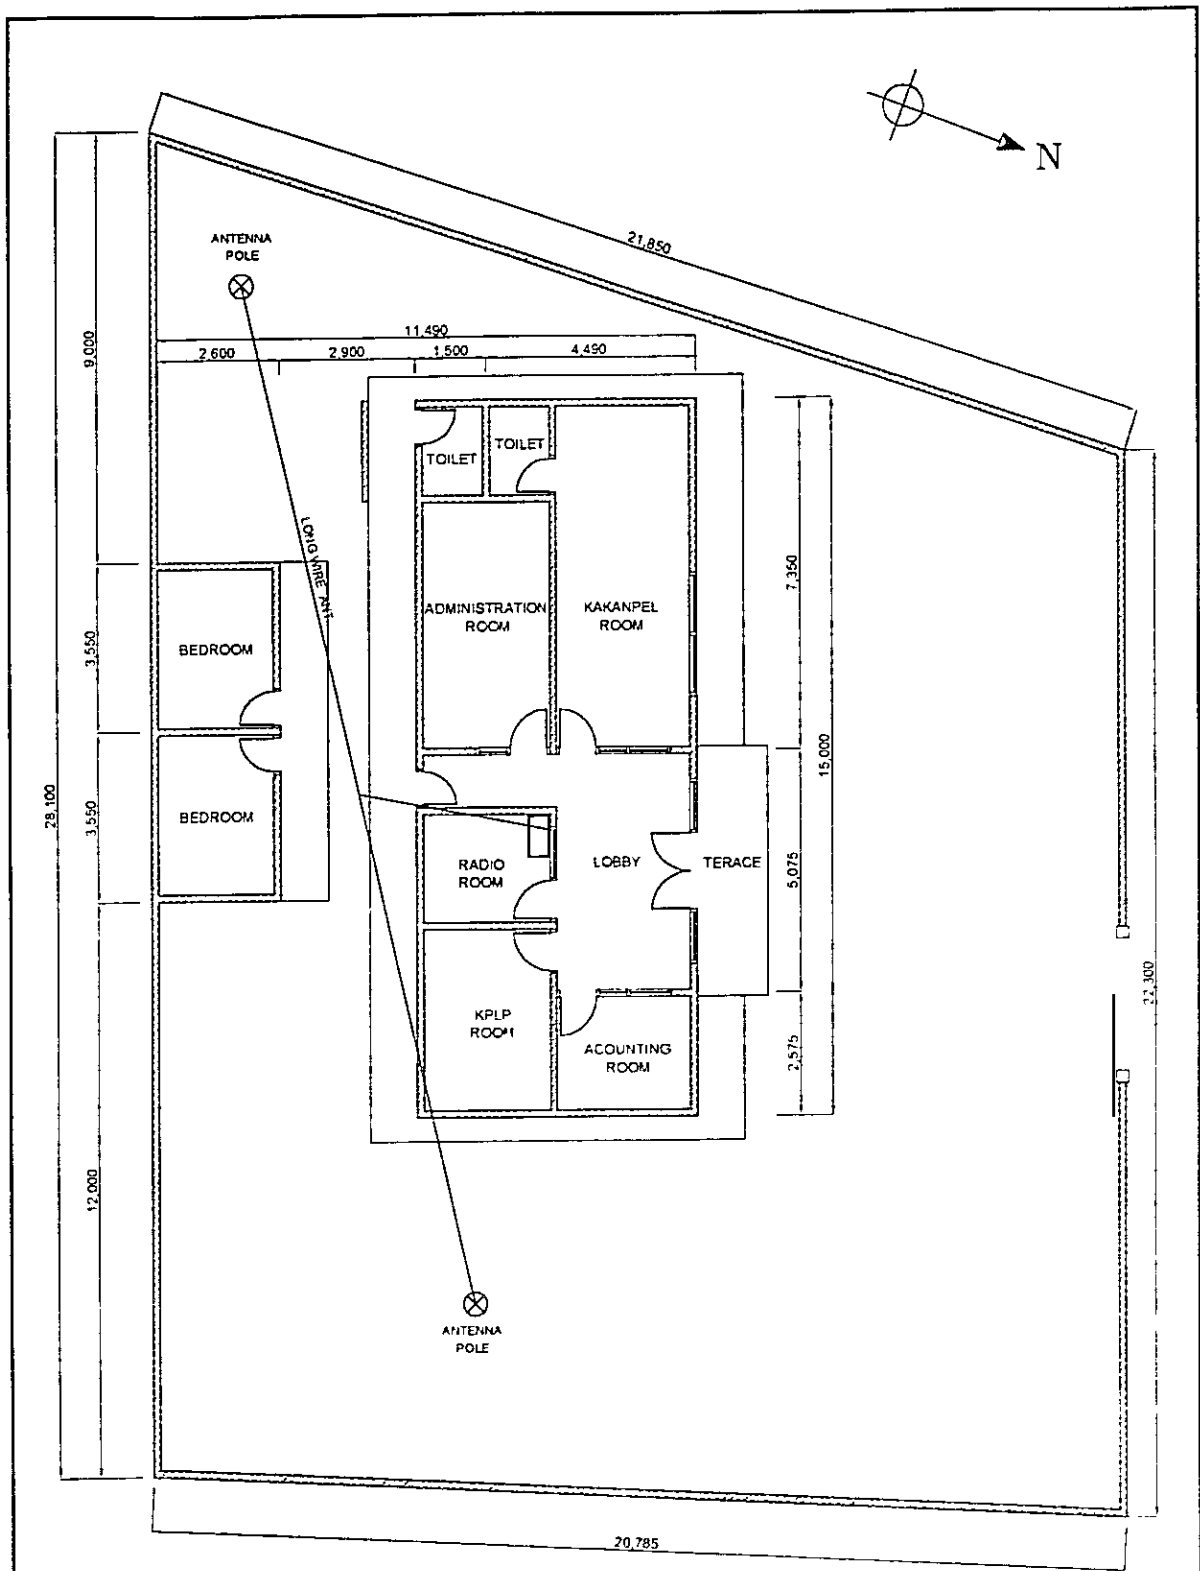 N
21,850
ANTENNA
POLE
11,490
2,600
2,900
1,500
4,490
9,000
TOILET
TOILET
LONG WIRE ANT.
7,350
ADMINISTRATION
ROOM
KAKANPEL
ROOM
BEDROOM
3,550
15,000
28,100
BEDROOM
3,550
RADIO
ROOM
LOBBY
TERACE
5,075
22,300
KPLP
ROOM
ACOUNTING
ROOM
2,575
12,000
ANTENNA
POLE
20,785